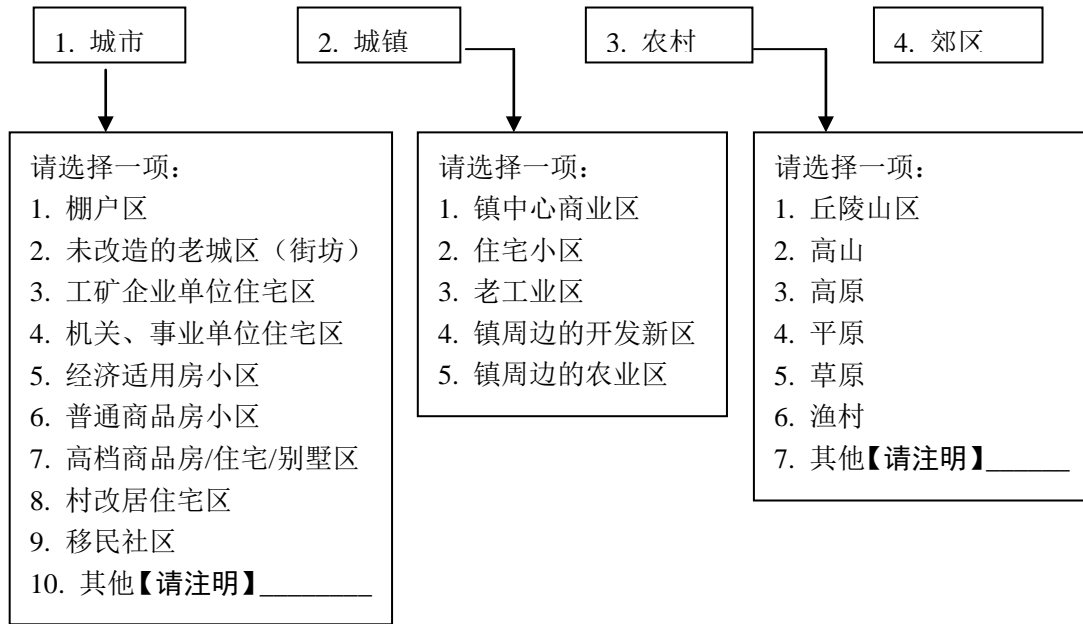 1. 城市
2. 城镇
3. 农村
4. 郊区
请选择一项：
1. 棚户区
2. 未改造的老城区（街坊）
3. 工矿企业单位住宅区
4. 机关、事业单位住宅区
5. 经济适用房小区
6. 普通商品房小区
7. 高档商品房/住宅/别墅区
8. 村改居住宅区
9. 移民社区
10. 其他【请注明】________
请选择一项：
1. 镇中心商业区
2. 住宅小区
3. 老工业区
4. 镇周边的开发新区
5. 镇周边的农业区
请选择一项：
1. 丘陵山区
2. 高山
3. 高原
4. 平原
5. 草原
6. 渔村
7. 其他【请注明】______